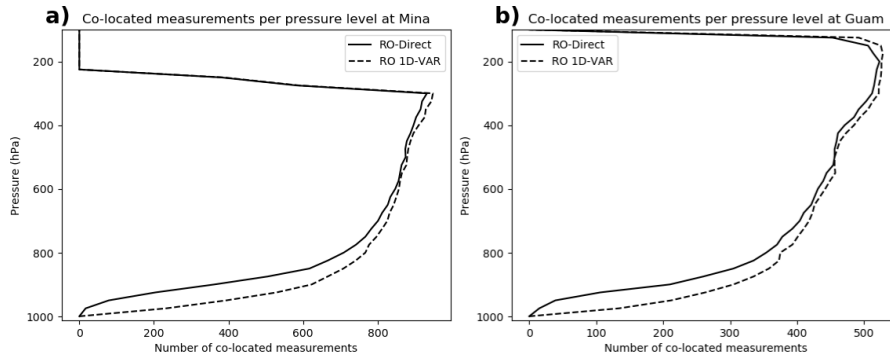 a)
Co-located measurements per pressure level at Mina
RO-Direct
RO 1D-VAR
200
400
600
800
1000
Pressure (hPa)
0
200
400
600
800
Number of co-located measurements
b)
Co-located measurements per pressure level at Guam
RO-Direct
RO 1D-VAR
200
400
600
800
1000
Pressure (hPa)
0
100
200
300
400
500
Number of co-located measurements